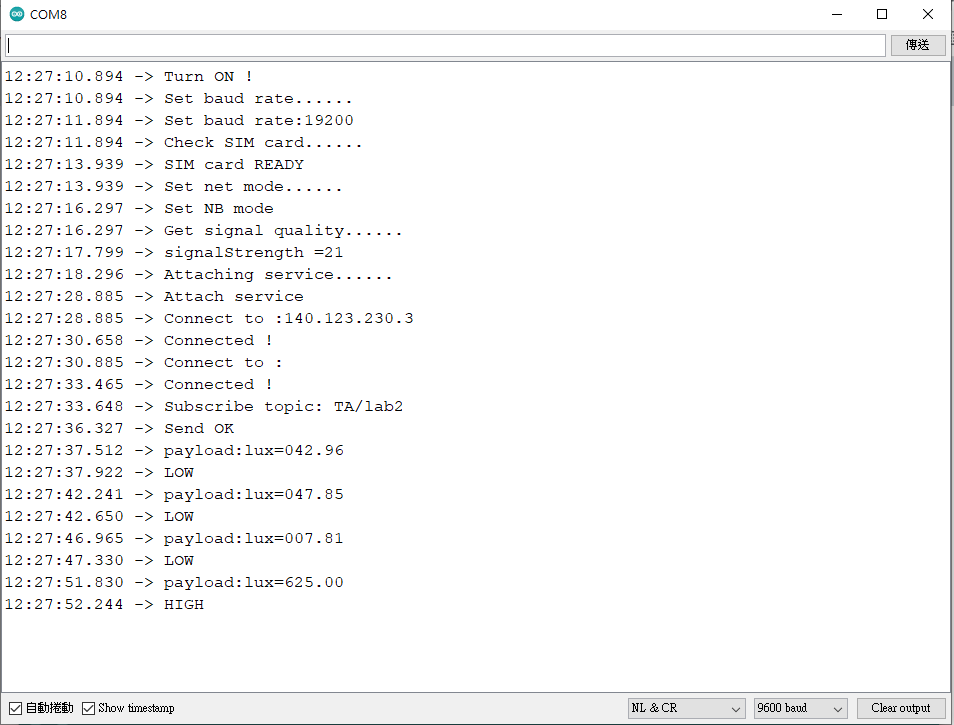 COM8
傳送
12:27:10.894 -> Turn ON !
12:27:10.894 -> Set baud rate......
12:27:11.894 -> Set baud rate:19200
12:27:11.894 -> Check SIM card......
12:27:13.939 -> SIM card READY
12:27:13.939 -> Set net mode......
12:27:16.297 -> Set NB mode
12:27:16.297 -> Get signal quality......
12:27:17.799 -> signalStrength =21
12:27:18.296 -> Attaching service......
12:27:28.885 -> Attach service
12:27:28.885 -> Connect to :140.123.230.3
12:27:30.658 -> Connected !
12:27:30.885 -> Connect to :
12:27:33.465 -> Connected !
12:27:33.648 -> Subscribe topic: TA/lab2
12:27:36.327 -> Send OK
12:27:37.512 -> payload:lux=042.96
12:27:37.922 -> LOW
12:27:42.241 -> payload:lux=047.85
12:27:42.650 -> LOW
12:27:46.965 -> payload:lux=007.81
12:27:47.330 -> LOW
12:27:51.830 -> payload:lux=625.00
12:27:52.244 -> HIGH
自動捲動 Show timestamp NL & CR 9600 baud Clear output